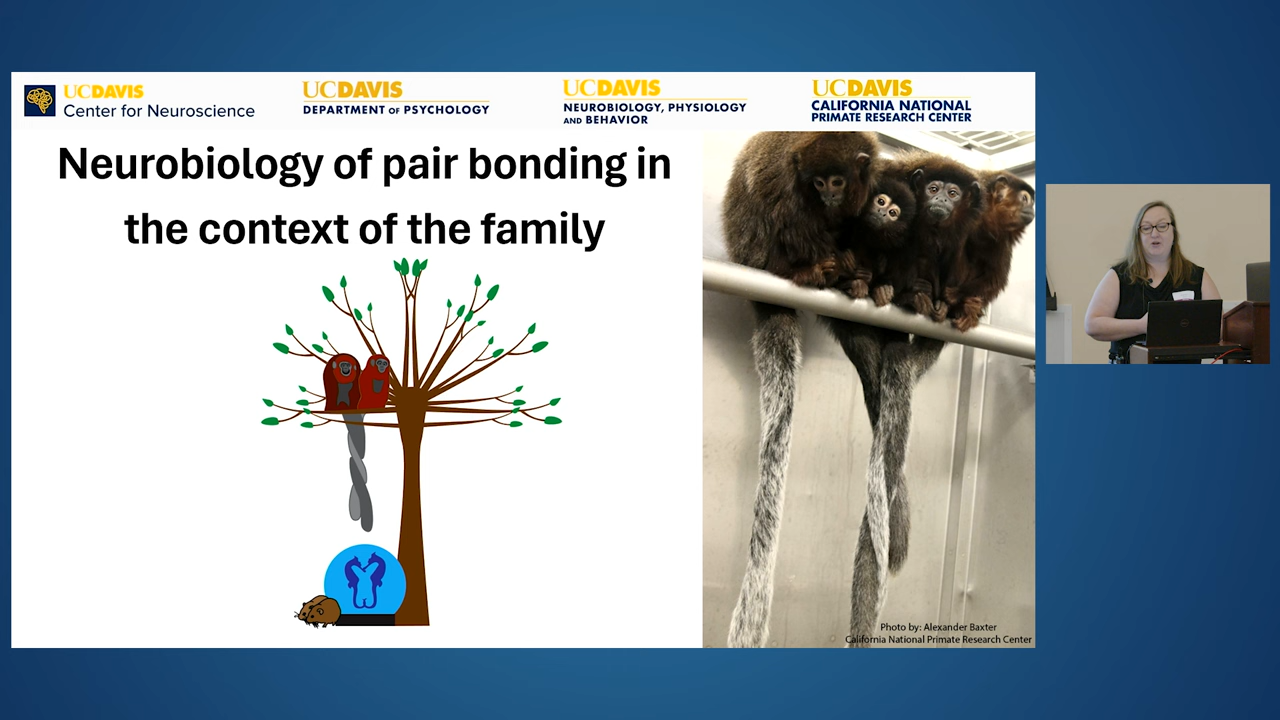 UCDAVIS
Center for Neuroscience
UCDAVIS
DEPARTMENT OF PSYCHOLOGY
UCDAVIS
NEUROBIOLOGY, PHYSIOLOGY
AND BEHAVIOR
UCDAVIS
CALIFORNIA NATIONAL
PRIMATE RESEARCH CENTER
Neurobiology of pair bonding in
the context of the family
Photo by: Alexander Baxter
California National Primate Research Center